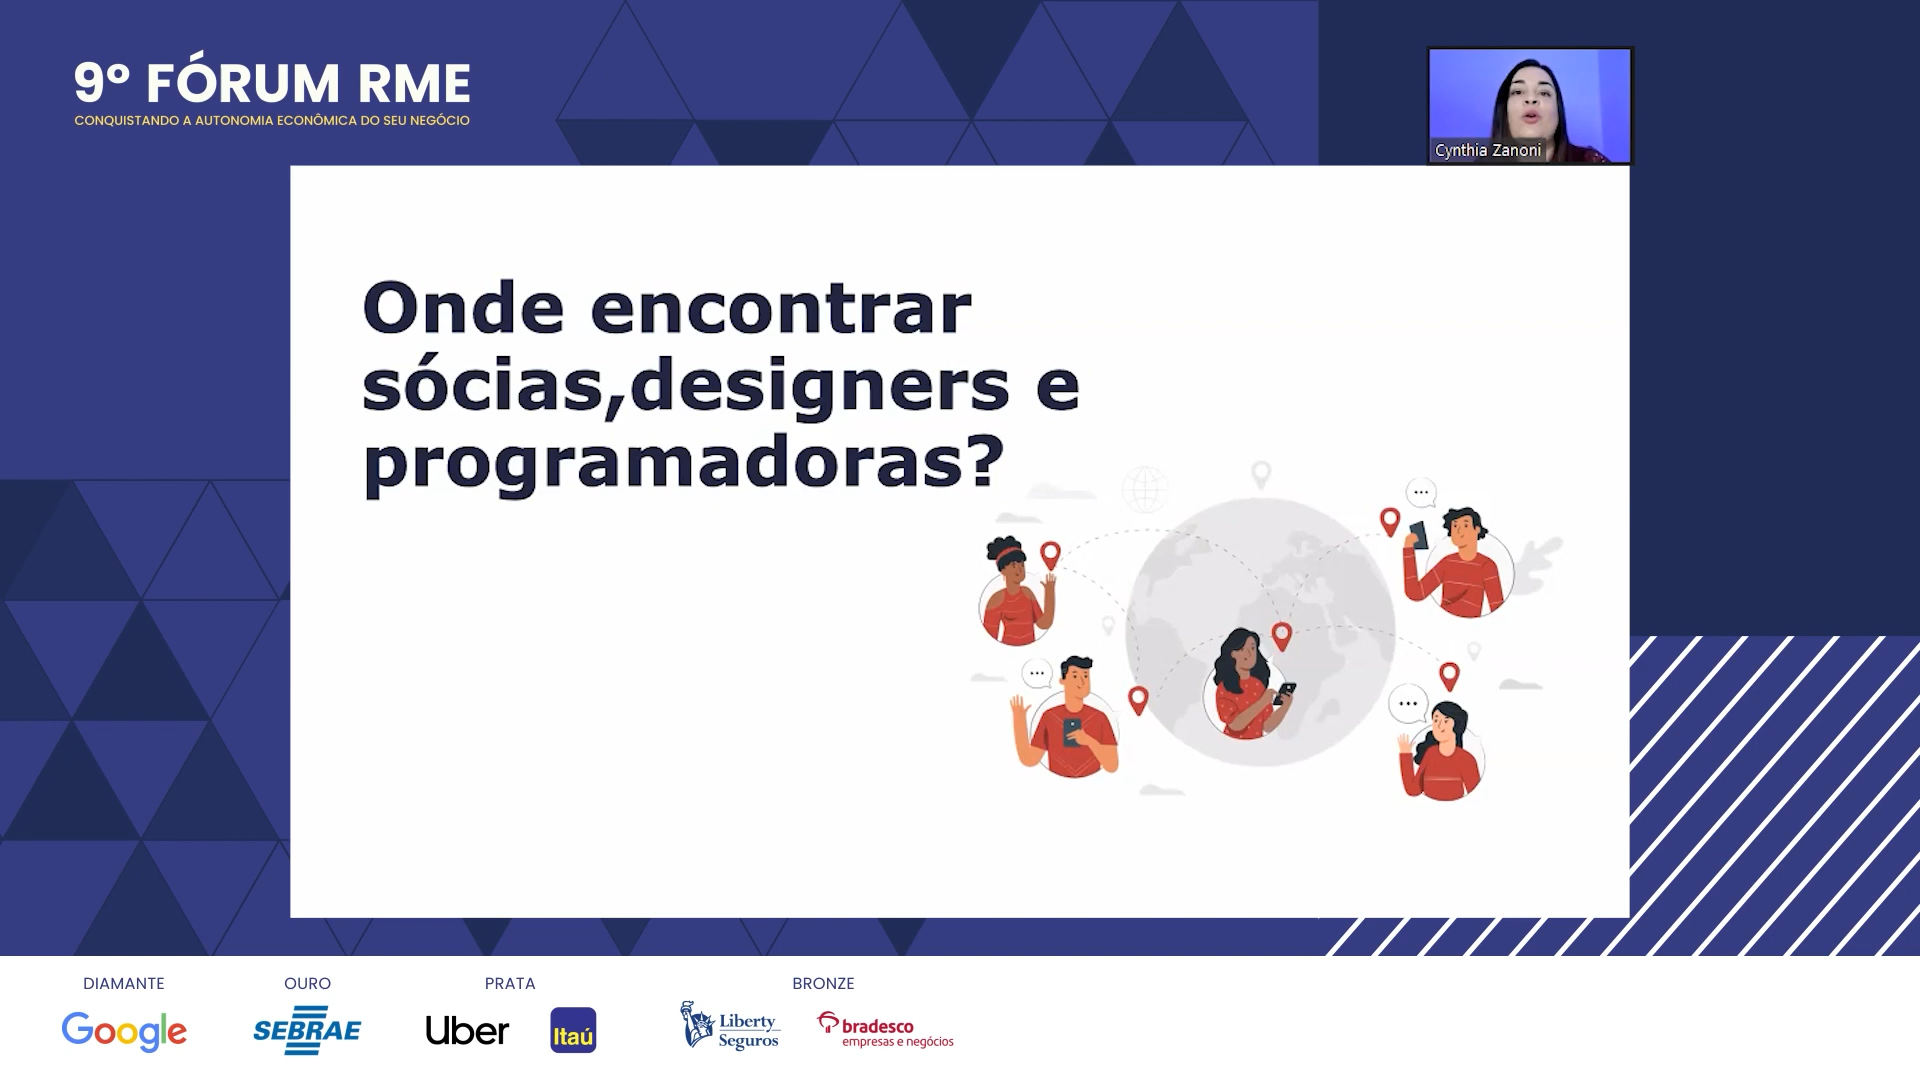 9º FÓRUM RME
CONQUISTANDO A AUTONOMIA ECONÔMICA DO SEU NEGÓCIO
Cynthia Zanoni
Onde encontrar
sócias,designers e
programadoras?
DIAMANTE
OURO
PRATA
BRONZE
Google
SEBRAE
Uber
Itaú
Liberty
Seguros
bradesco
empresas e negócios